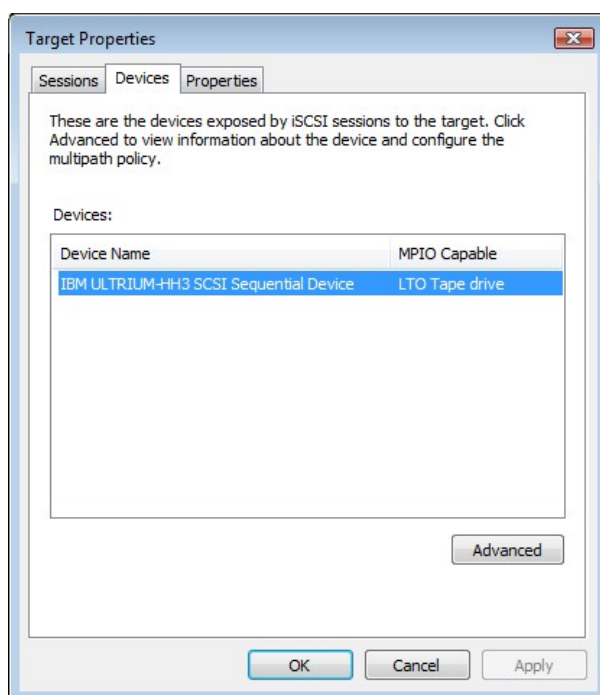 Target Properties
Sessions Devices Properties
These are the devices exposed by iSCSI sessions to the target. Click
Advanced to view information about the device and configure the
multipath policy.
Devices:
Device Name MPIO Capable
IBM ULTRIUM-HH3 SCSI Sequential Device LTO Tape drive
Advanced
OK Cancel Apply